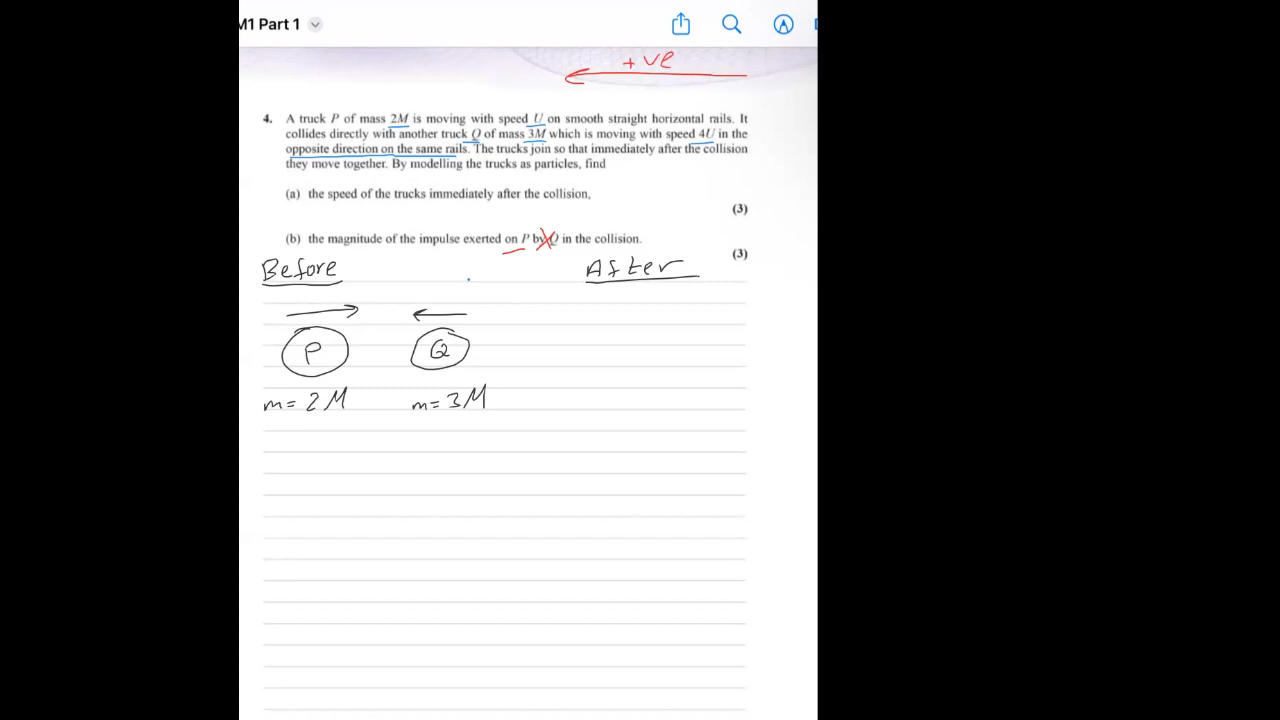 M1 Part 1
+ve
4. A truck P of mass 2M is moving with speed U on smooth straight horizontal rails. It
collides directly with another truck Q of mass 3M which is moving with speed 4U in the
opposite direction on the same rails. The trucks join so that immediately after the collision
they move together. By modelling the trucks as particles, find
(a) the speed of the trucks immediately after the collision,
(3)
(b) the magnitude of the impulse exerted on P by Q in the collision.
(3)
Before After
P Q
m = 2M m = 3M